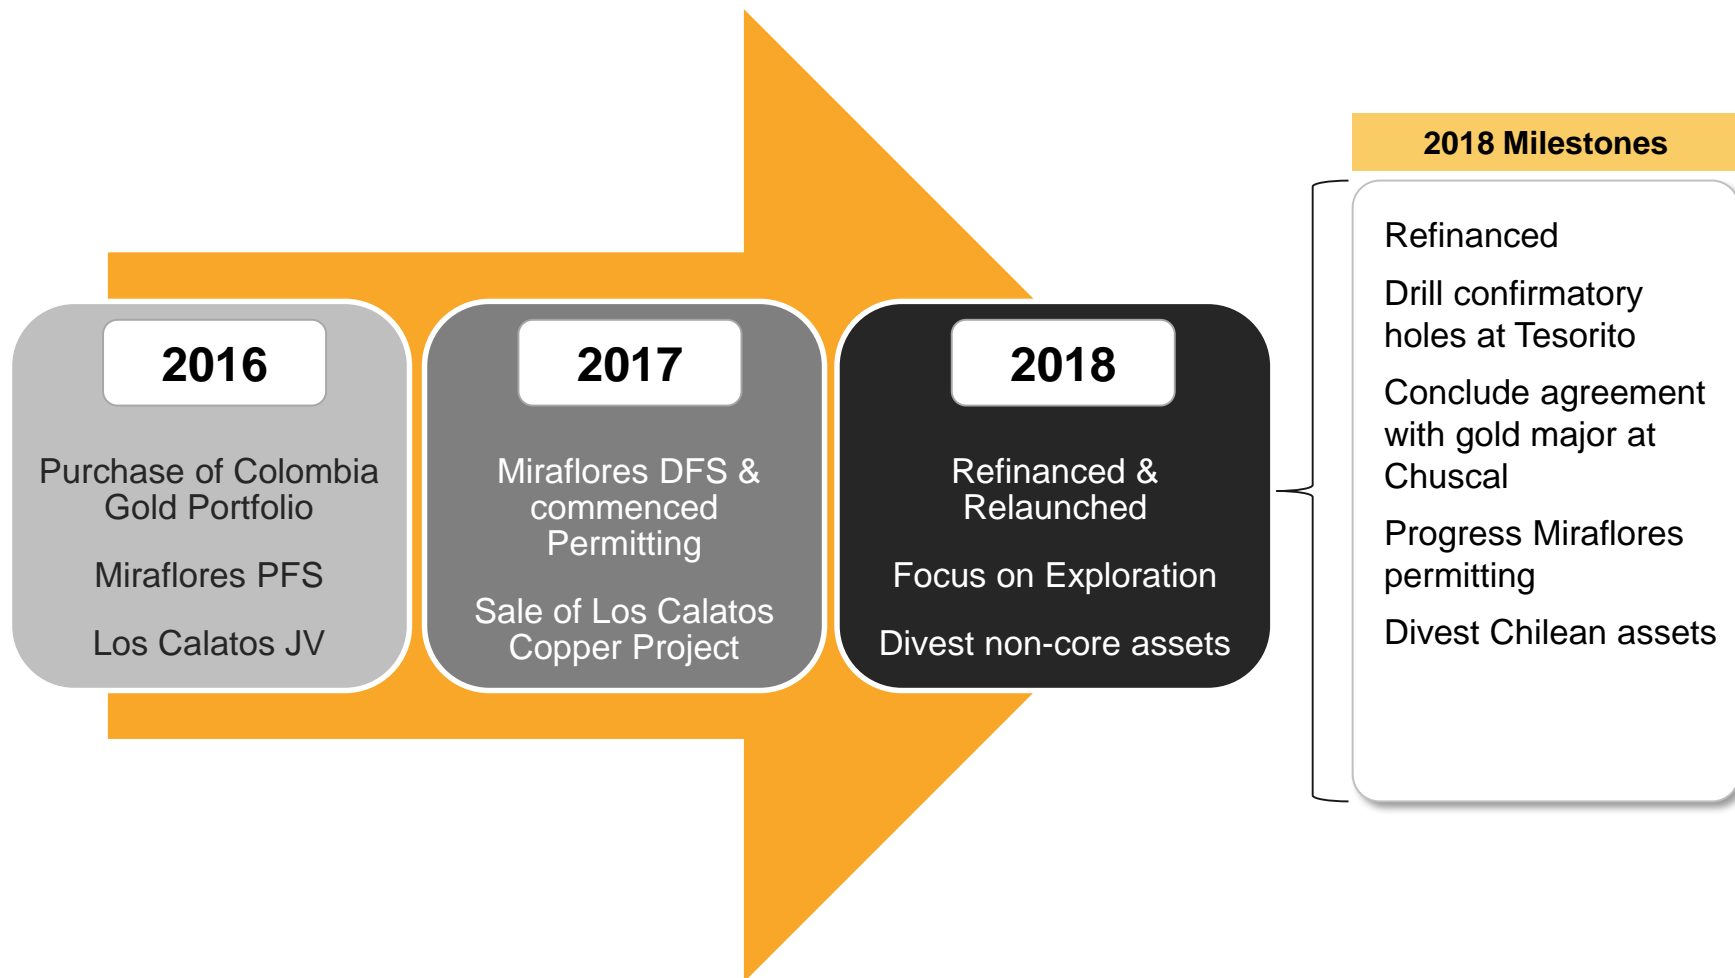 2016
Purchase of Colombia
Gold Portfolio
Miraflores PFS
Los Calatos JV
2017
Miraflores DFS &
commenced
Permitting
Sale of Los Calatos
Copper Project
2018
Refinanced &
Relaunched
Focus on Exploration
Divest non-core assets
2018 Milestones
Refinanced
Drill confirmatory
holes at Tesorito
Conclude agreement
with gold major at
Chuscal
Progress Miraflores
permitting
Divest Chilean assets